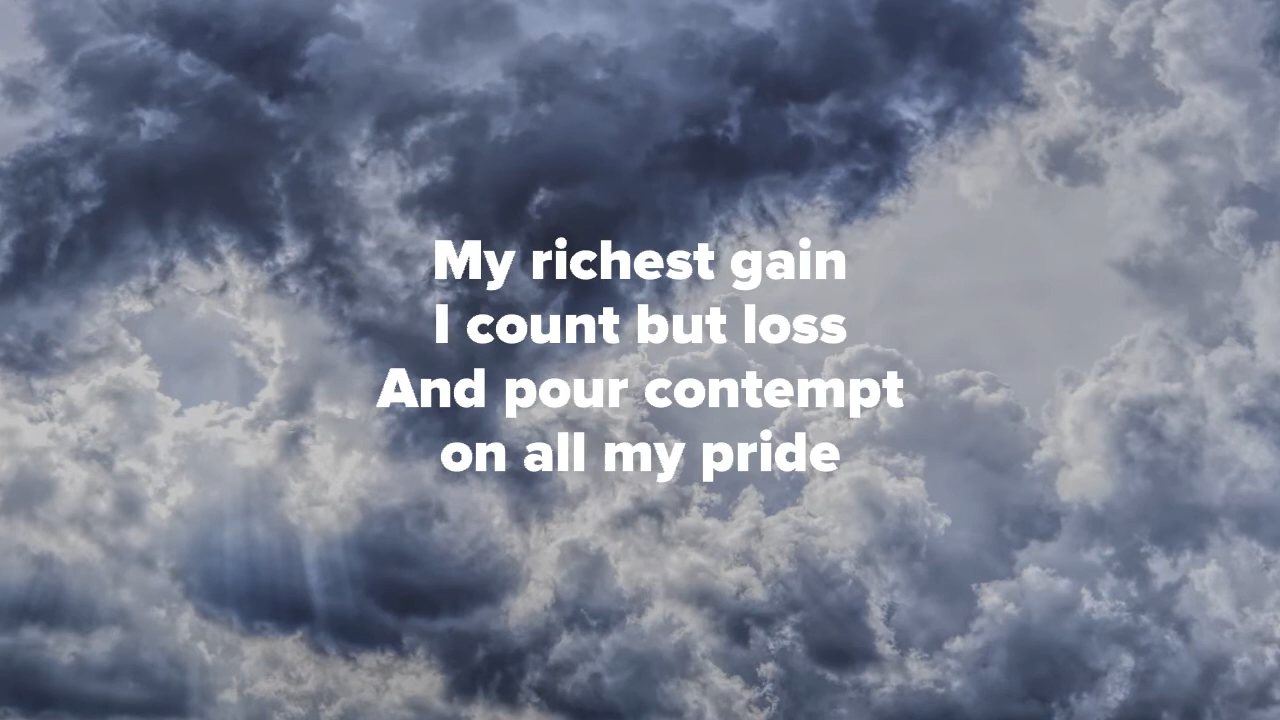 My richest gain
I count but loss
And pour contempt
on all my pride